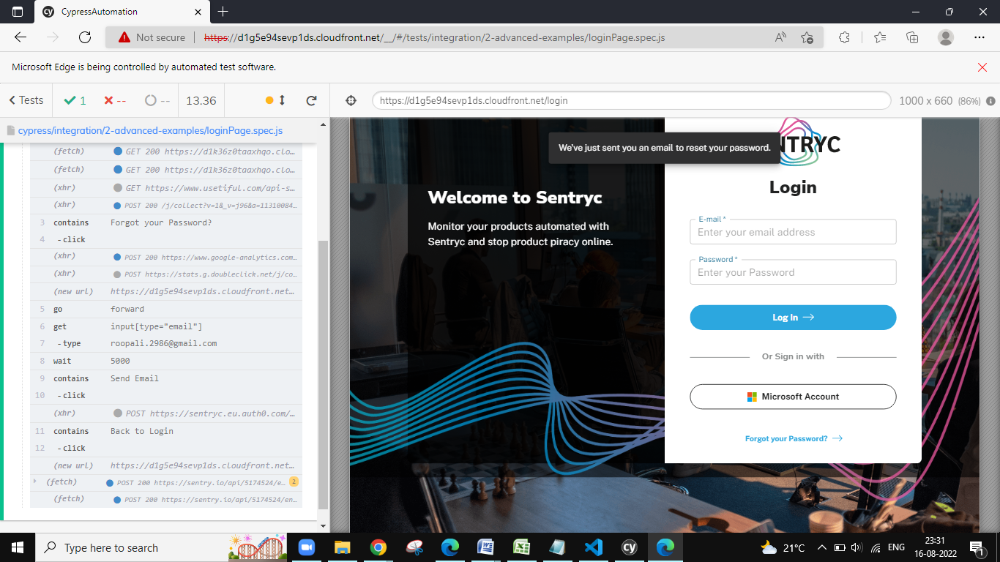 CypressAutomation
Not secure
https://d1g5e94sevp1ds.cloudfront.net/__/#/tests/integration/2-advanced-examples/loginPage.spec.js
Microsoft Edge is being controlled by automated test software.
Tests
1
--
--
13.36
https://d1g5e94sevp1ds.cloudfront.net/login
1000 x 660 (86%)
cypress/integration/2-advanced-examples/loginPage.spec.js
(fetch) GET 200 https://d1k36z0taaxhqo.clo...
(fetch) GET 200 https://d1k36z0taaxhqo.clo...
(xhr) GET https://www.usetiful.com/api-s...
(xhr) POST 200 /j/collect?v=1&_v=j96&a=11310084...
3 contains Forgot your Password?
4 -click
(xhr) POST 200 https://www.google-analytics.com...
(xhr) POST https://stats.g.doubleclick.net/j/co...
(new url) https://d1g5e94sevp1ds.cloudfront.net...
5 go forward
6 get input[type="email"]
7 -type roopali.2986@gmail.com
8 wait 5000
9 contains Send Email
10 -click
(xhr) POST https://sentryc.eu.auth0.com/...
11 contains Back to Login
12 -click
(new url) https://d1g5e94sevp1ds.cloudfront.net...
(fetch) POST 200 https://sentry.io/api/5174524/e... 2
(fetch) POST 200 https://sentry.io/api/5174524/en...
We've just sent you an email to reset your password.
NTRYC
Welcome to Sentryc
Monitor your products automated with
Sentryc and stop product piracy online.
Login
E-mail *
Enter your email address
Password *
Enter your Password
Log In
Or Sign in with
Microsoft Account
Forgot your Password?
Type here to search
21°C
ENG
23:31
16-08-2022
1